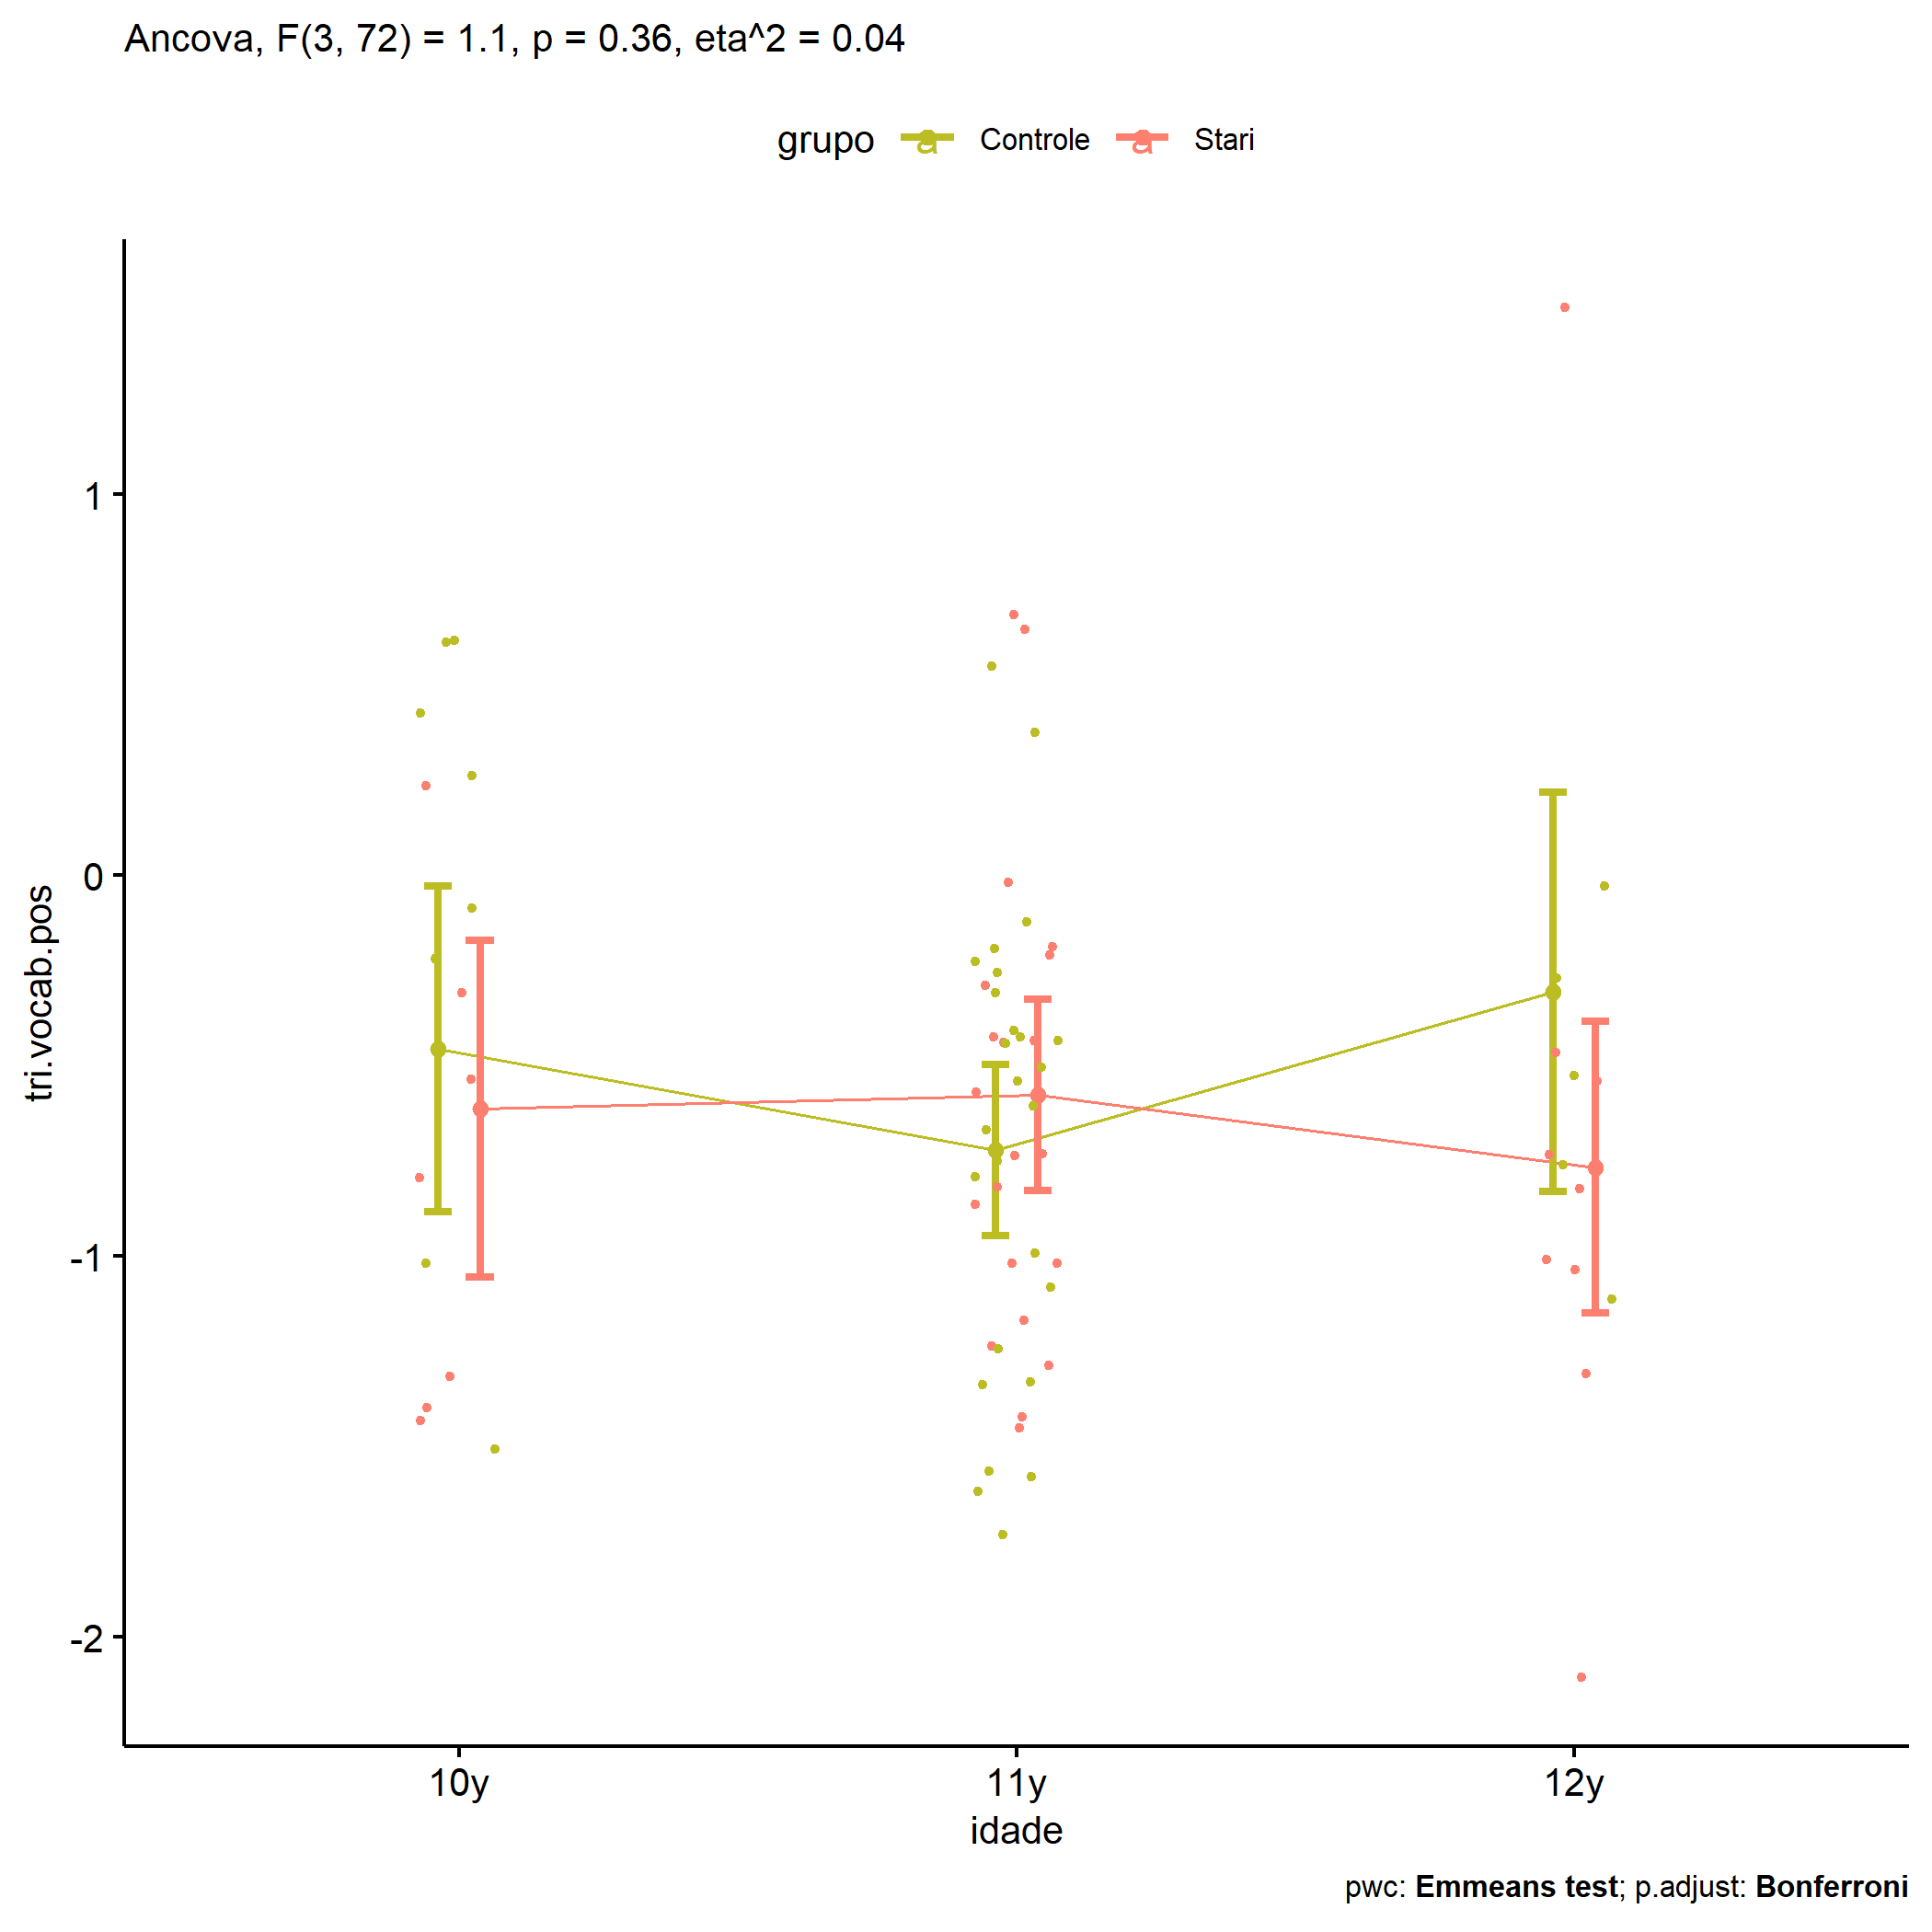 Ancova, F(3, 72) = 1.1, p = 0.36, eta^2 = 0.04
grupo a Controle a Stari
1
0
-1
-2
tri.vocab.pos
10y 11y 12y
idade
pwc: Emmeans test; p.adjust: Bonferroni